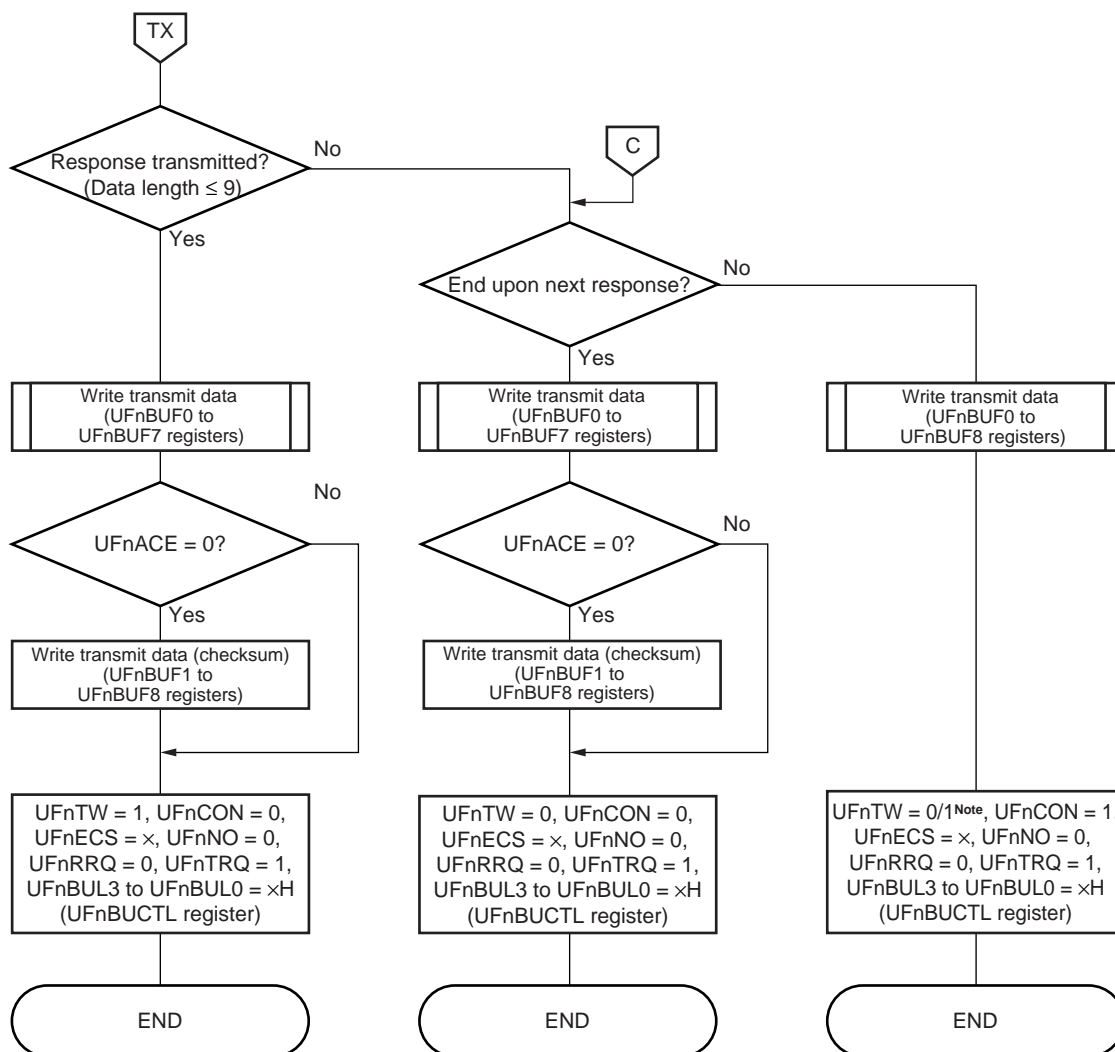 TX
Response transmitted?
(Data length ≤ 9)
No
Yes
C
End upon next response?
No
Yes
Write transmit data
(UFnBUF0 to
UFnBUF7 registers)
Write transmit data
(UFnBUF0 to
UFnBUF7 registers)
Write transmit data
(UFnBUF0 to
UFnBUF8 registers)
UFnACE = 0?
No
Yes
UFnACE = 0?
No
Yes
Write transmit data (checksum)
(UFnBUF1 to
UFnBUF8 registers)
Write transmit data (checksum)
(UFnBUF1 to
UFnBUF8 registers)
UFnTW = 1, UFnCON = 0,
UFnECS = ×, UFnNO = 0,
UFnRRQ = 0, UFnTRQ = 1,
UFnBUL3 to UFnBUL0 = ×H
(UFnBUCTL register)
UFnTW = 0, UFnCON = 0,
UFnECS = ×, UFnNO = 0,
UFnRRQ = 0, UFnTRQ = 1,
UFnBUL3 to UFnBUL0 = ×H
(UFnBUCTL register)
UFnTW = 0/1Note, UFnCON = 1,
UFnECS = ×, UFnNO = 0,
UFnRRQ = 0, UFnTRQ = 1,
UFnBUL3 to UFnBUL0 = ×H
(UFnBUCTL register)
END
END
END